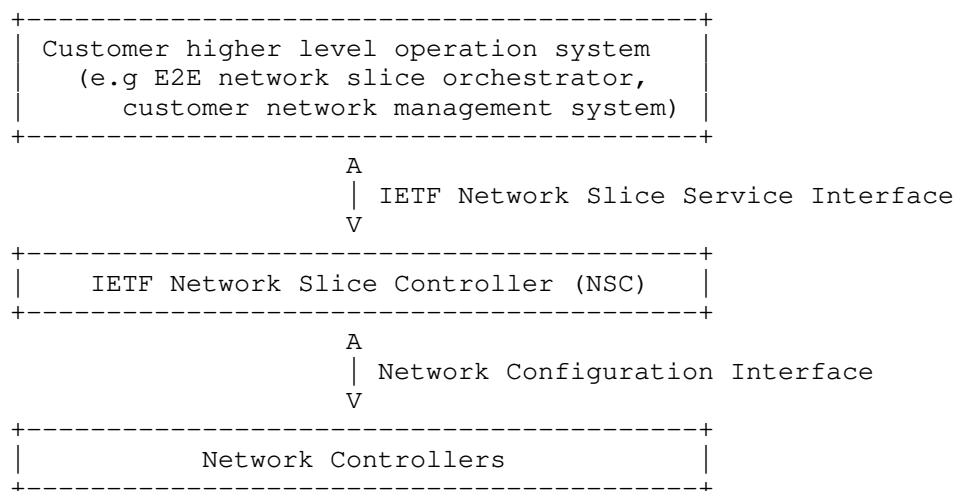 Customer higher level operation system
(e.g E2E network slice orchestrator,
customer network management system)
A
IETF Network Slice Service Interface
V
IETF Network Slice Controller (NSC)
A
Network Configuration Interface
V
Network Controllers